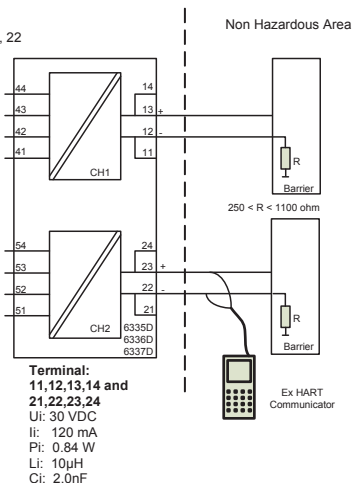 Non Hazardous Area
, 22
44
43
42
41
14
13 +
12 -
11
CH1
R
Barrier
250 < R < 1100 ohm
54
53
52
51
24
23 +
22 -
21
CH2
6335D
6336D
6337D
R
Barrier
Terminal:
11,12,13,14 and
21,22,23,24
Ui: 30 VDC
Ii: 120 mA
Pi: 0.84 W
Li: 10µH
Ci: 2.0nF
Ex HART
Communicator